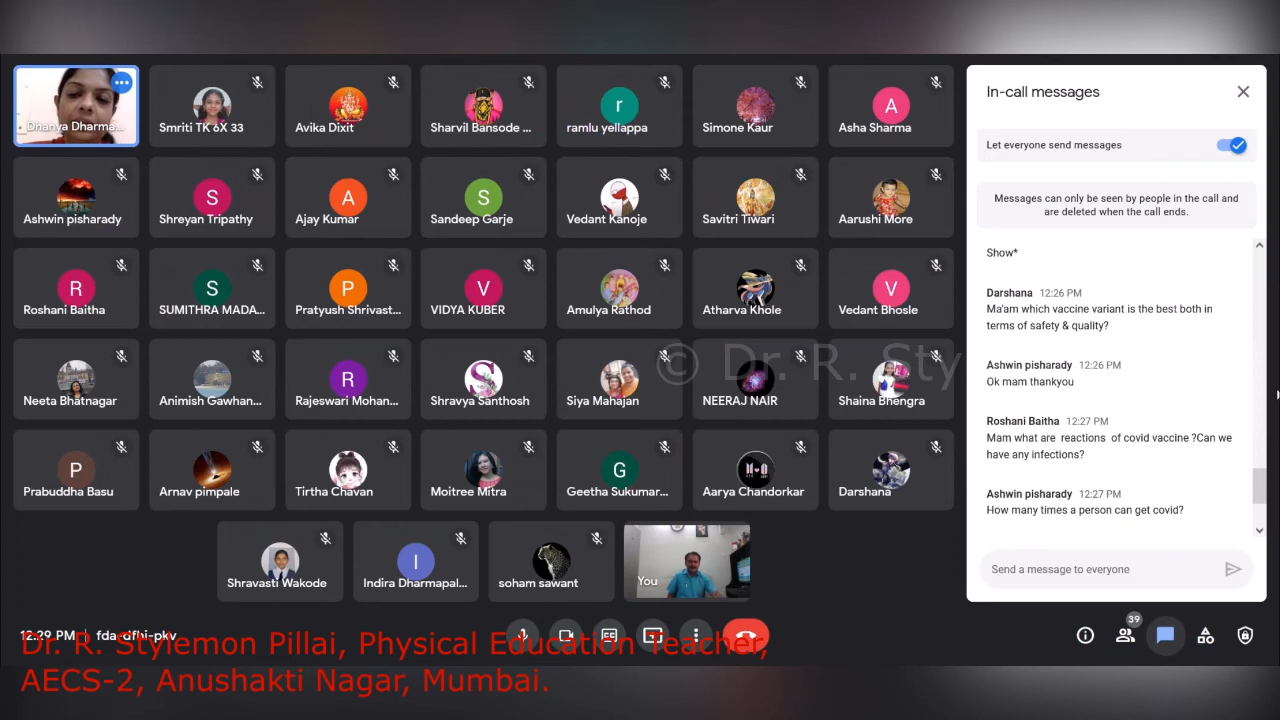 Dhanya Dharma...
Smriti TK 6X 33
Avika Dixit
Sharvil Bansode ...
r
ramlu yellappa
Simone Kaur
A
Asha Sharma
Ashwin pisharady
S
Shreyan Tripathy
A
Ajay Kumar
S
Sandeep Garje
Vedant Kanoje
Savitri Tiwari
Aarushi More
R
Roshani Baitha
S
SUMITHRA MADA...
P
Pratyush Shrivast...
V
VIDYA KUBER
Amulya Rathod
Atharva Khole
V
Vedant Bhosle
Neeta Bhatnagar
Animish Gawhan...
R
Rajeswari Mohan...
S
Shravya Santhosh
Siya Mahajan
NEERAJ NAIR
Shaina Bhengra
© Dr. R. Sty
P
Prabuddha Basu
Arnav pimpale
Tirtha Chavan
Moitree Mitra
G
Geetha Sukumar...
Aarya Chandorkar
Darshana
Shravasti Wakode
I
Indira Dharmapal...
soham sawant
You
In-call messages
Let everyone send messages
Messages can only be seen by people in the call and
are deleted when the call ends.
Show*
Darshana 12:26 PM
Ma'am which vaccine variant is the best both in
terms of safety & quality?
Ashwin pisharady 12:26 PM
Ok mam thankyou
Roshani Baitha 12:27 PM
Mam what are reactions of covid vaccine ?Can we
have any infections?
Ashwin pisharady 12:27 PM
How many times a person can get covid?
Send a message to everyone
12:29 PM
39
Dr. R. Stylemon Pillai, Physical Education Teacher,
AECS-2, Anushakti Nagar, Mumbai.